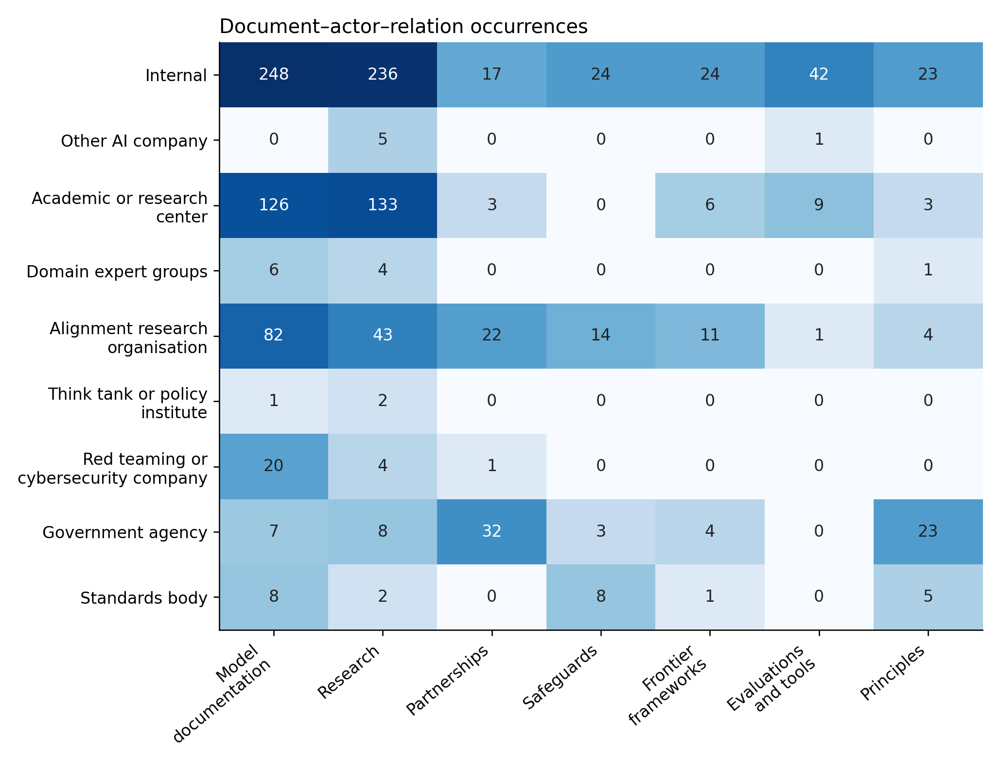 Document–actor–relation occurrences
Internal 248 236 17 24 24 42 23
Other AI company 0 5 0 0 0 1 0
Academic or research
center 126 133 3 0 6 9 3
Domain expert groups 6 4 0 0 0 0 1
Alignment research
organisation 82 43 22 14 11 1 4
Think tank or policy
institute 1 2 0 0 0 0 0
Red teaming or
cybersecurity company 20 4 1 0 0 0 0
Government agency 7 8 32 3 4 0 23
Standards body 8 2 0 8 1 0 5
Model
documentation
Research
Partnerships
Safeguards
Frontier
frameworks
Evaluations
and tools
Principles